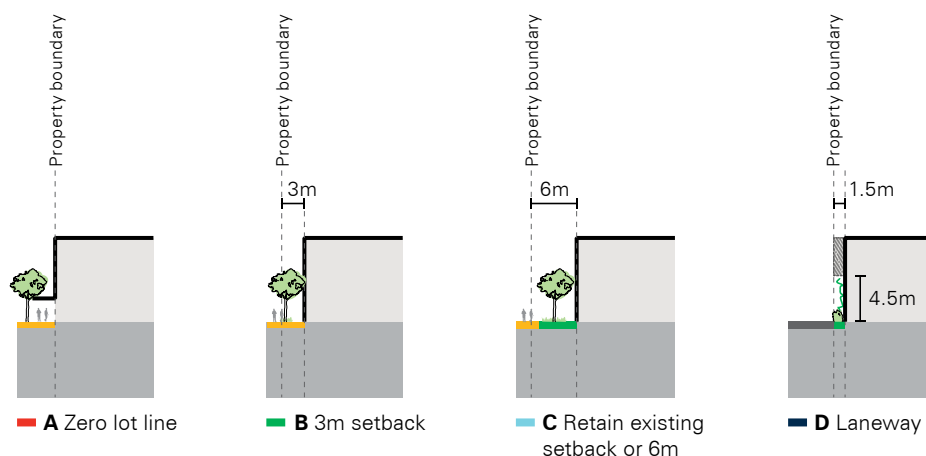 Property boundary
Property boundary
Property boundary
Property boundary
3m
6m
1.5m
4.5m
A Zero lot line
B 3m setback
C Retain existing
setback or 6m
D Laneway